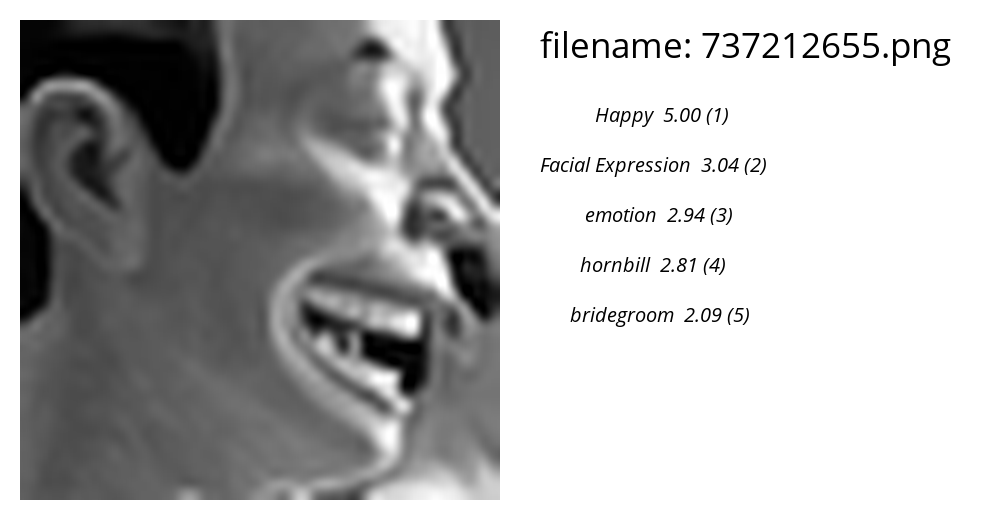 filename: 737212655.png
Happy 5.00 (1)
Facial Expression 3.04 (2)
emotion 2.94 (3)
hornbill 2.81 (4)
bridegroom 2.09 (5)